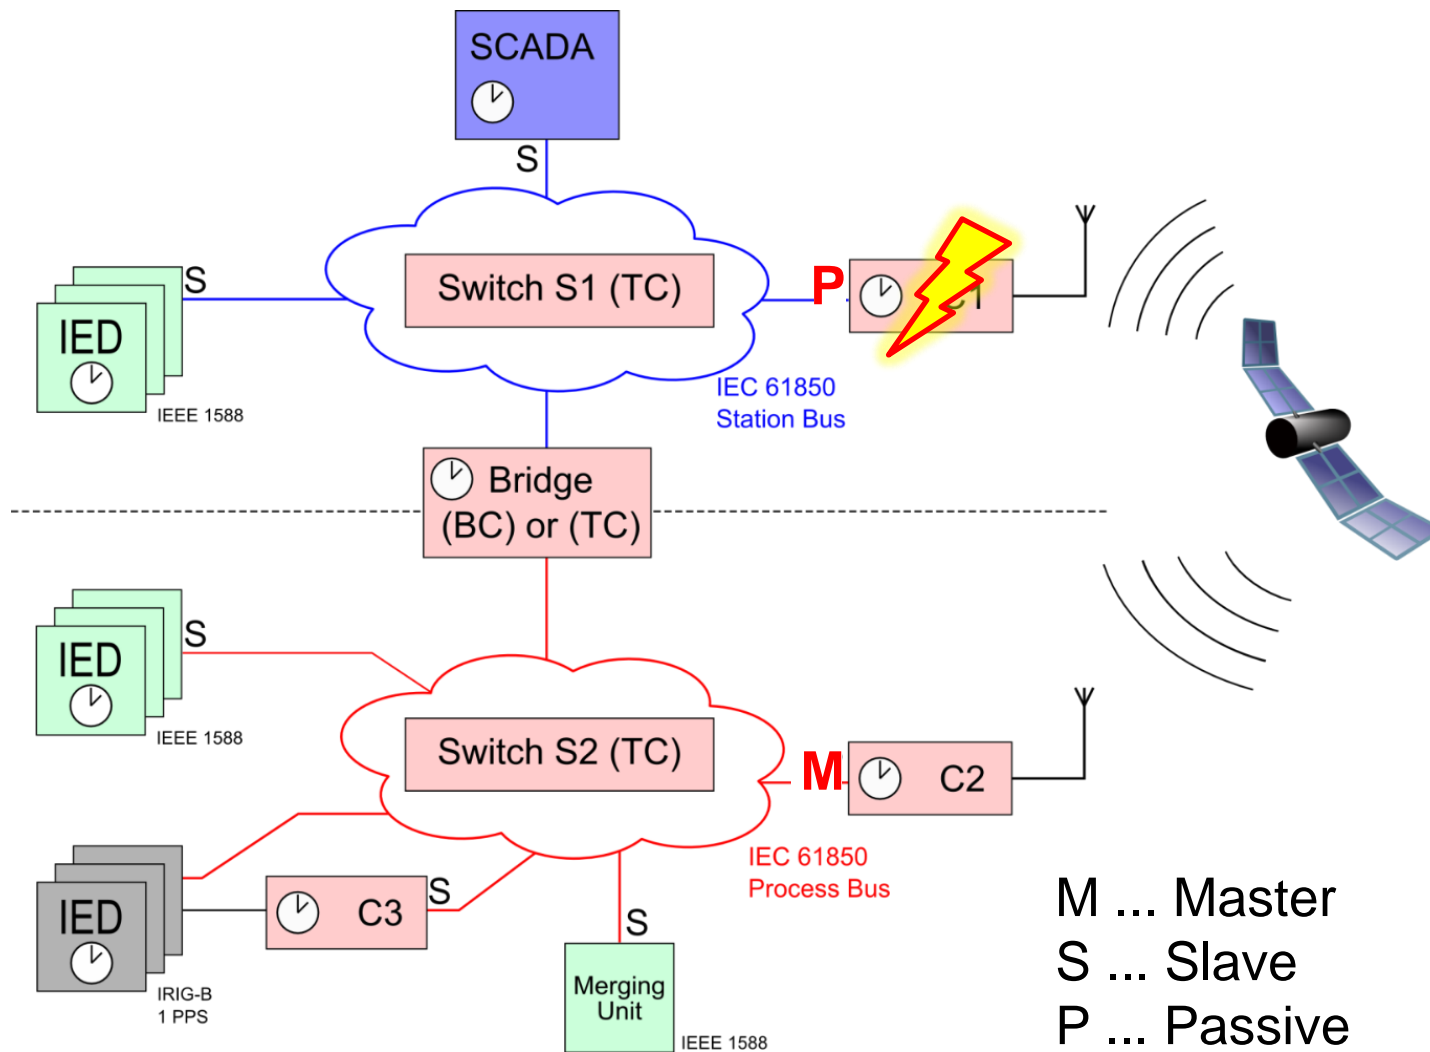 SCADA
S
S
Switch S1 (TC)
P
IED
IEEE 1588
IEC 61850
Station Bus
Bridge
(BC) or (TC)
S
IED
IEEE 1588
Switch S2 (TC)
M
C2
IEC 61850
Process Bus
IED
C3
S
S
IRIG-B
1 PPS
Merging
Unit
IEEE 1588
M ... Master
S ... Slave
P ... Passive